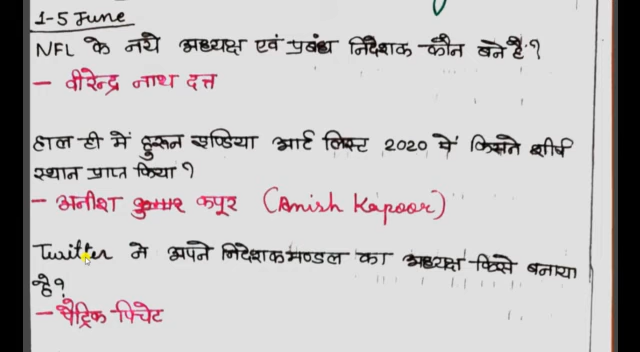 1-5 June
NFL के नये अध्यक्ष एवं प्रबंध निदेशक कौन बने है?
- वीरेन्द्र नाथ दत्त
हाल ही में हुरून इण्डिया आर्ट लिस्ट 2020 में किसने शीर्ष
स्थान प्राप्त किया?
- अनीश कुमार कपूर (Anish Kapoor)
Twitter मे अपने निदेशकमण्डल का अध्यक्ष किसे बनाया
है?
- पैट्रिक पिचेट